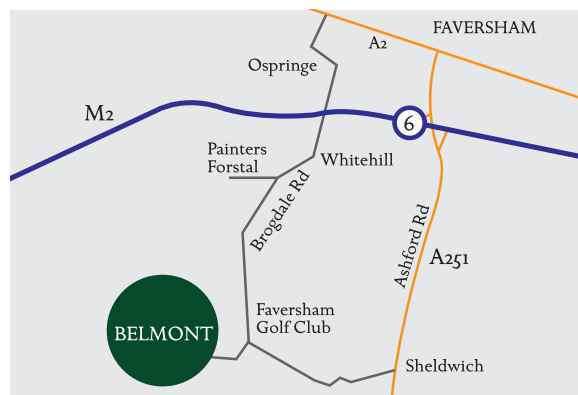 FAVERSHAM
A2
Ospringe
M2
6
Painters
Forstal
Whitehill
Brogdale Rd
Ashford Rd
A251
Faversham
Golf Club
BELMONT
Sheldwich